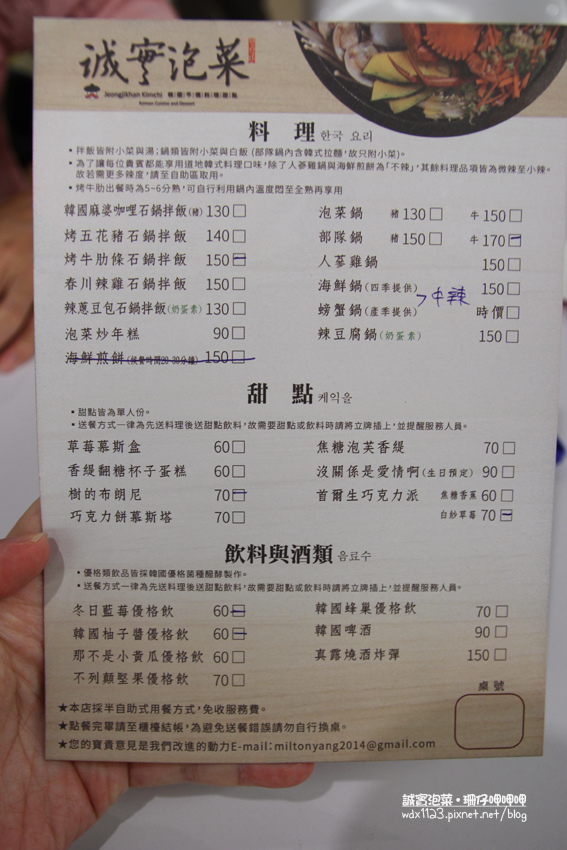 誠實泡菜
Jeongjikhan Kimchi
Korean Cuisine and Dessert
料 理 한국 요리
• 拌飯皆附小菜與湯;鍋類皆附小菜與白飯 (部隊鍋內含韓式拉麵,故只附小菜)。
• 為了讓每位貴賓都能享用道地韓式料理口味,除了人蔘雞鍋與海鮮煎餅為「不辣」,其餘料理品項皆為微辣至小辣。
故若需更多辣度,請至自助區取用。
• 烤牛肋出餐時為5~6分熟,可自行利用鍋內溫度悶至全熟再享用
韓國麻婆咖哩石鍋拌飯(豬) 130
烤五花豬石鍋拌飯 140
烤牛肋條石鍋拌飯 150
春川辣雞石鍋拌飯 150
辣蔥豆包石鍋拌飯(奶蛋素) 130
泡菜炒年糕 90
海鮮煎餅(候餐時間20-30分鐘) 150
泡菜鍋 豬 130 牛 150
部隊鍋 豬 150 牛 170
人蔘雞鍋 150
海鮮鍋(四季提供) 150
螃蟹鍋(產季提供) 時價
中辣
辣豆腐鍋(奶蛋素) 150
甜 點 케익을
• 甜點皆為單人份。
• 送餐方式一律為先送料理後送甜點飲料,故需要甜點或飲料時請將立牌插上,並提醒服務人員。
草莓慕斯盒 60
香緹翻糖杯子蛋糕 60
樹的布朗尼 70
巧克力餅慕斯塔 70
焦糖泡芙香緹 70
沒關係是愛情啊(生日預定) 90
首爾生巧克力派 焦糖香蕉 60
白紗草莓 70
飲料與酒類 음료수
• 優格類飲品皆採韓國優格菌種醱酵製作。
• 送餐方式一律為先送料理後送甜點飲料,故需要甜點或飲料時請將立牌插上,並提醒服務人員。
冬日藍莓優格飲 60
韓國柚子醬優格飲 60
那不是小黃瓜優格飲 60
不列顛堅果優格飲 70
韓國蜂巢優格飲 70
韓國啤酒 90
真露燒酒炸彈 150
桌號
★本店採半自助式用餐方式,免收服務費。
★點餐完畢請至櫃檯結帳,為避免送餐錯誤請勿自行換桌。
★您的寶貴意見是我們改進的動力E-mail:miltonyang2014@gmail.com
誠實泡菜。珊仔哩哩哩
wdx1123.pixnet.net/blog